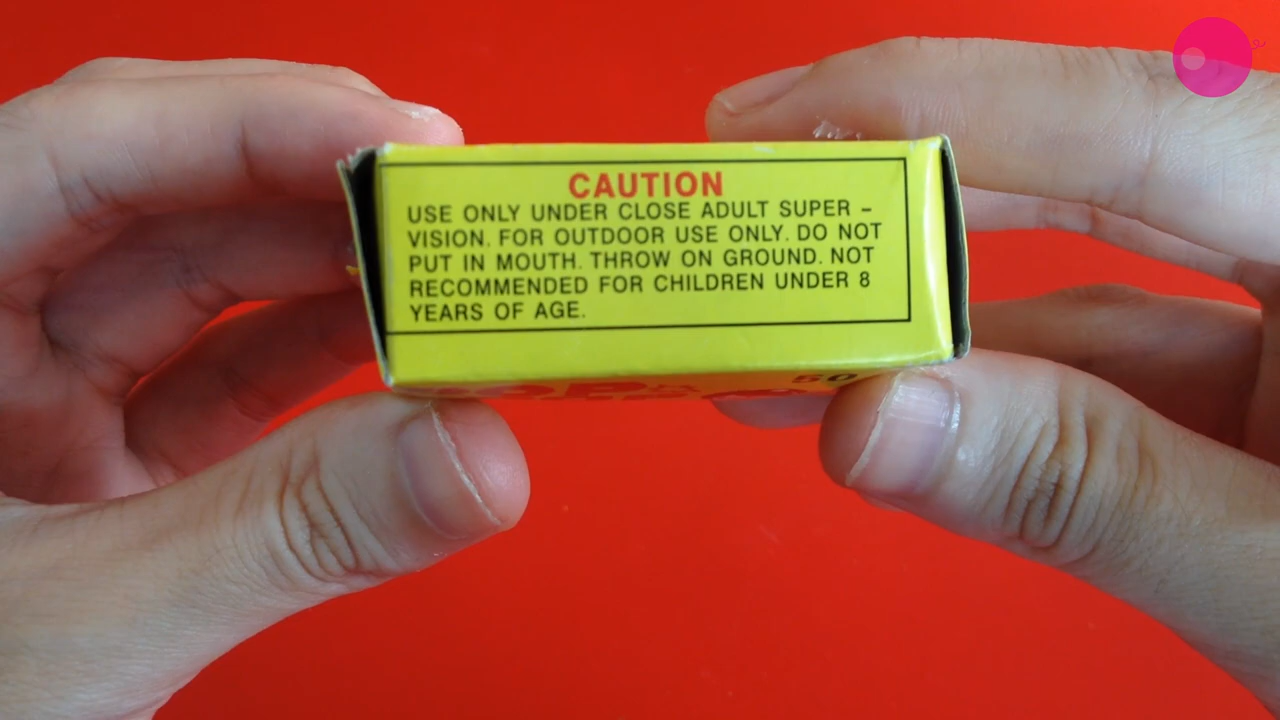 CAUTION
USE ONLY UNDER CLOSE ADULT SUPER –
VISION. FOR OUTDOOR USE ONLY. DO NOT
PUT IN MOUTH. THROW ON GROUND. NOT
RECOMMENDED FOR CHILDREN UNDER 8
YEARS OF AGE.
50